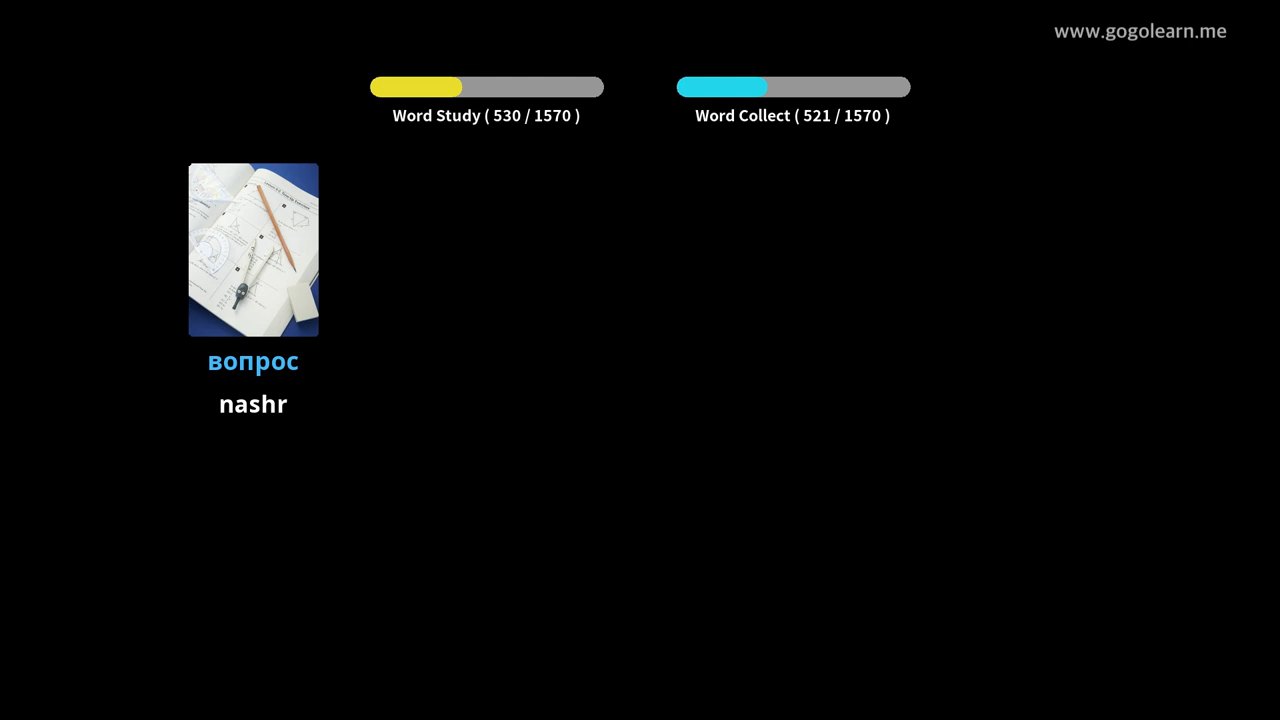 www.gogolearn.me
Word Study ( 530 / 1570 )
Word Collect ( 521 / 1570 )
вопрос
nashr